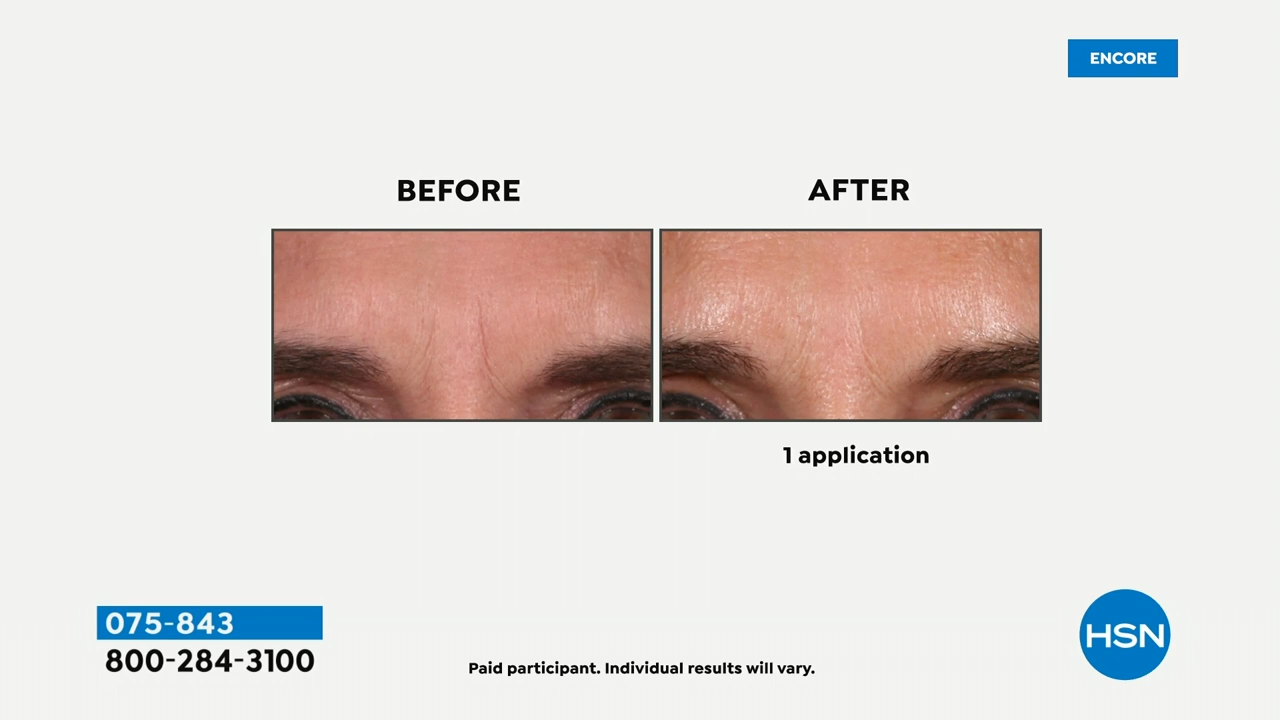 ENCORE
BEFORE
AFTER
1 application
075-843
800-284-3100
Paid participant. Individual results will vary.
HSN